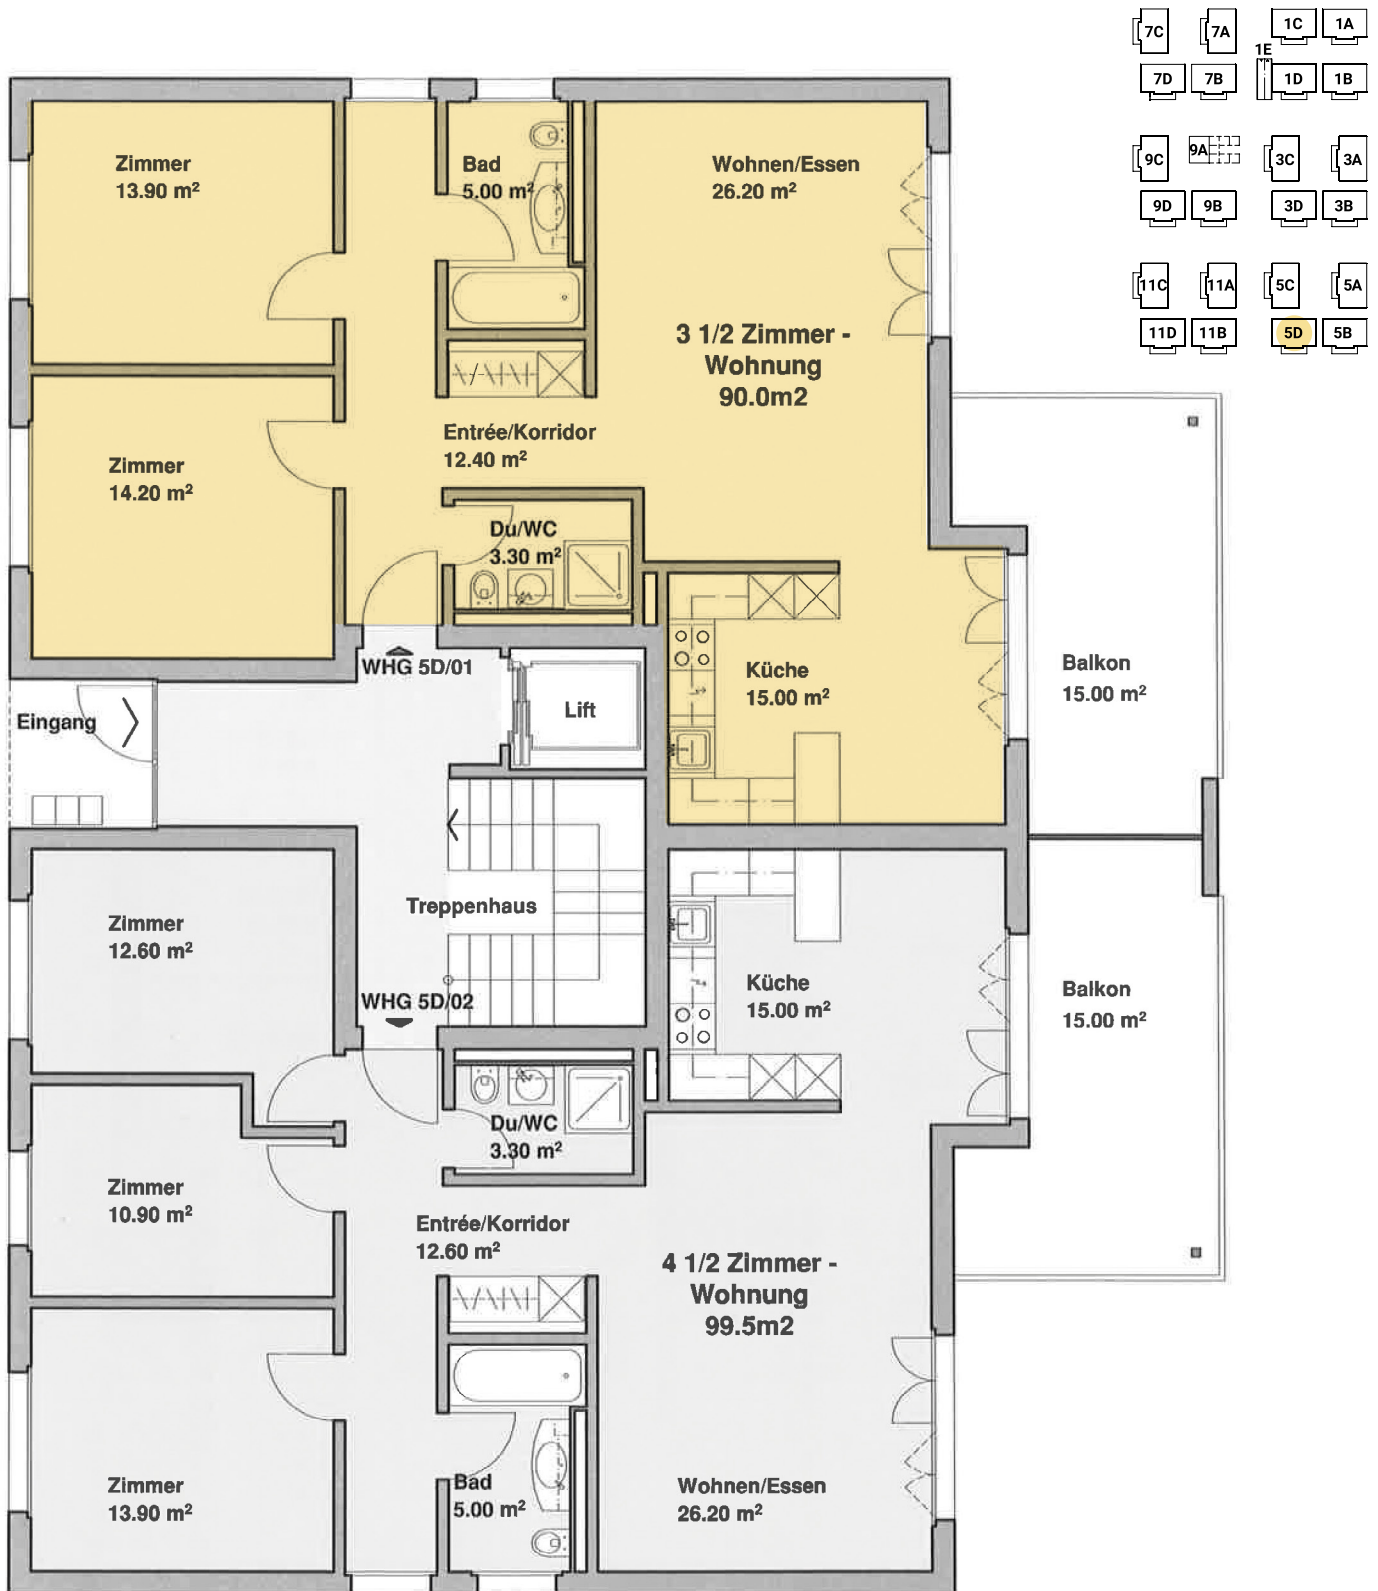 7C
7A
1C
1A
1E
7D
7B
1D
1B
9C
9A
3C
3A
9D
9B
3D
3B
11C
11A
5C
5A
11D
11B
5D
5B
Zimmer
13.90 m²
Bad
5.00 m²
Wohnen/Essen
26.20 m²
3 1/2 Zimmer -
Wohnung
90.0m2
Zimmer
14.20 m²
Entrée/Korridor
12.40 m²
Du/WC
3.30 m²
WHG 5D/01
Eingang
Lift
Küche
15.00 m²
Balkon
15.00 m²
Zimmer
12.60 m²
Treppenhaus
WHG 5D/02
Küche
15.00 m²
Balkon
15.00 m²
Du/WC
3.30 m²
Zimmer
10.90 m²
Entrée/Korridor
12.60 m²
4 1/2 Zimmer -
Wohnung
99.5m2
Zimmer
13.90 m²
Bad
5.00 m²
Wohnen/Essen
26.20 m²